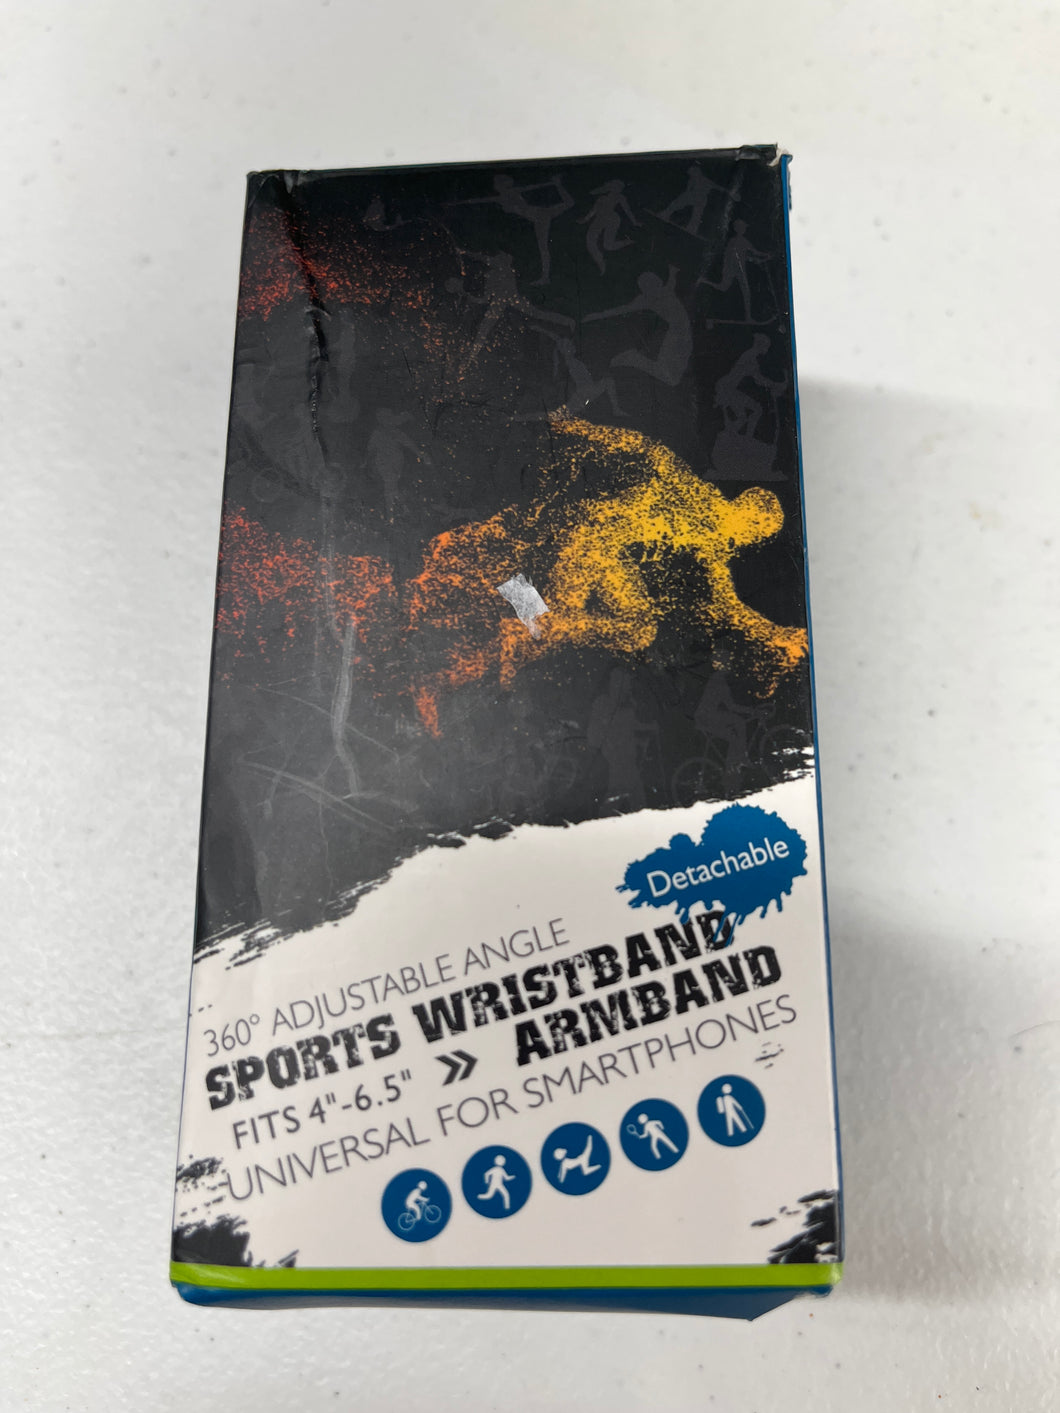 Detachable
360° ADJUSTABLE ANGLE
SPORTS WRISTBAND
FITS 4"-6.5" » ARMBAND
UNIVERSAL FOR SMARTPHONES